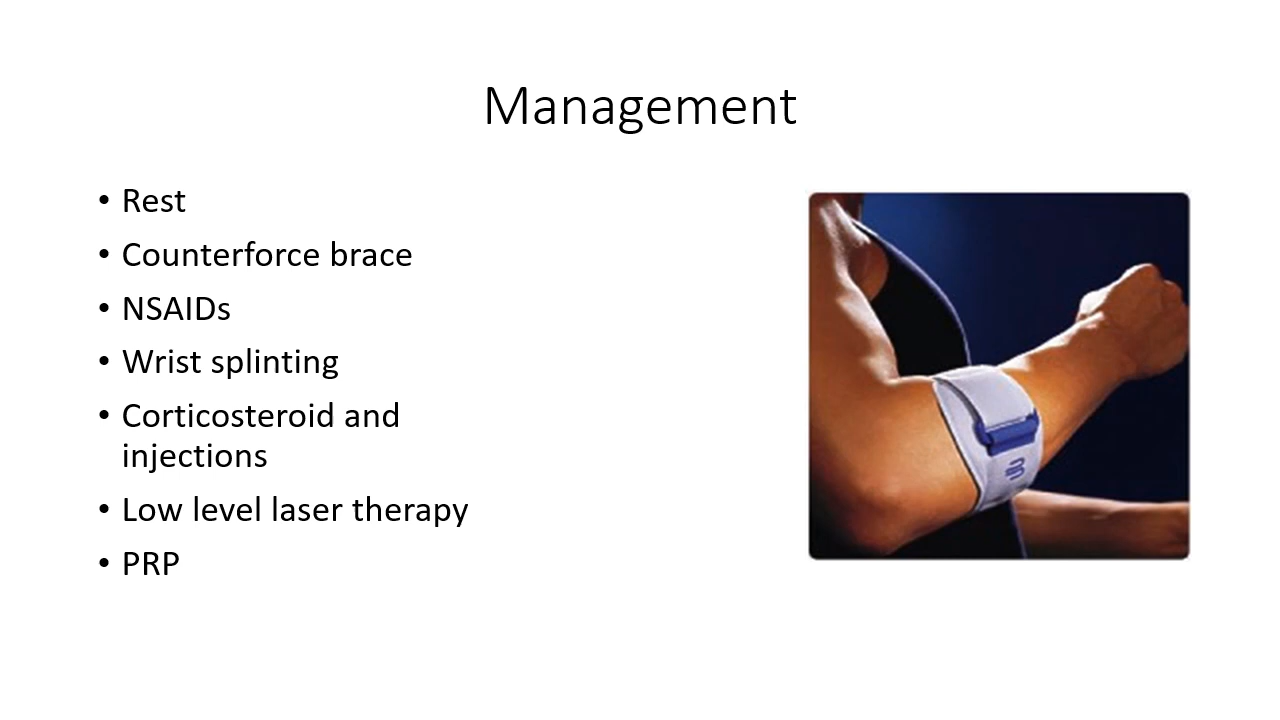 Management
• Rest
• Counterforce brace
• NSAIDs
• Wrist splinting
• Corticosteroid and
injections
• Low level laser therapy
• PRP